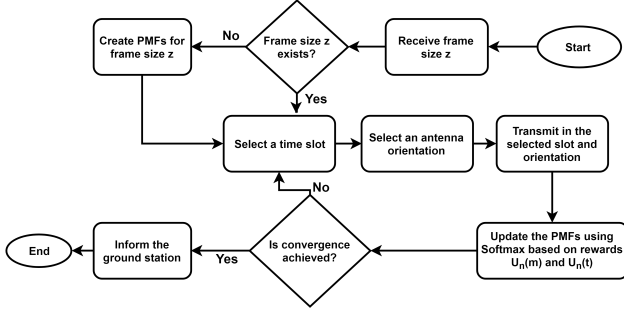 Start
Receive frame
size z
Frame size z
exists?
No
Yes
Create PMFs for
frame size z
Select a time slot
Select an antenna
orientation
Transmit in the
selected slot and
orientation
Update the PMFs using
Softmax based on rewards
U_n(m) and U_n(t)
Is convergence
achieved?
No
Yes
Inform the
ground station
End